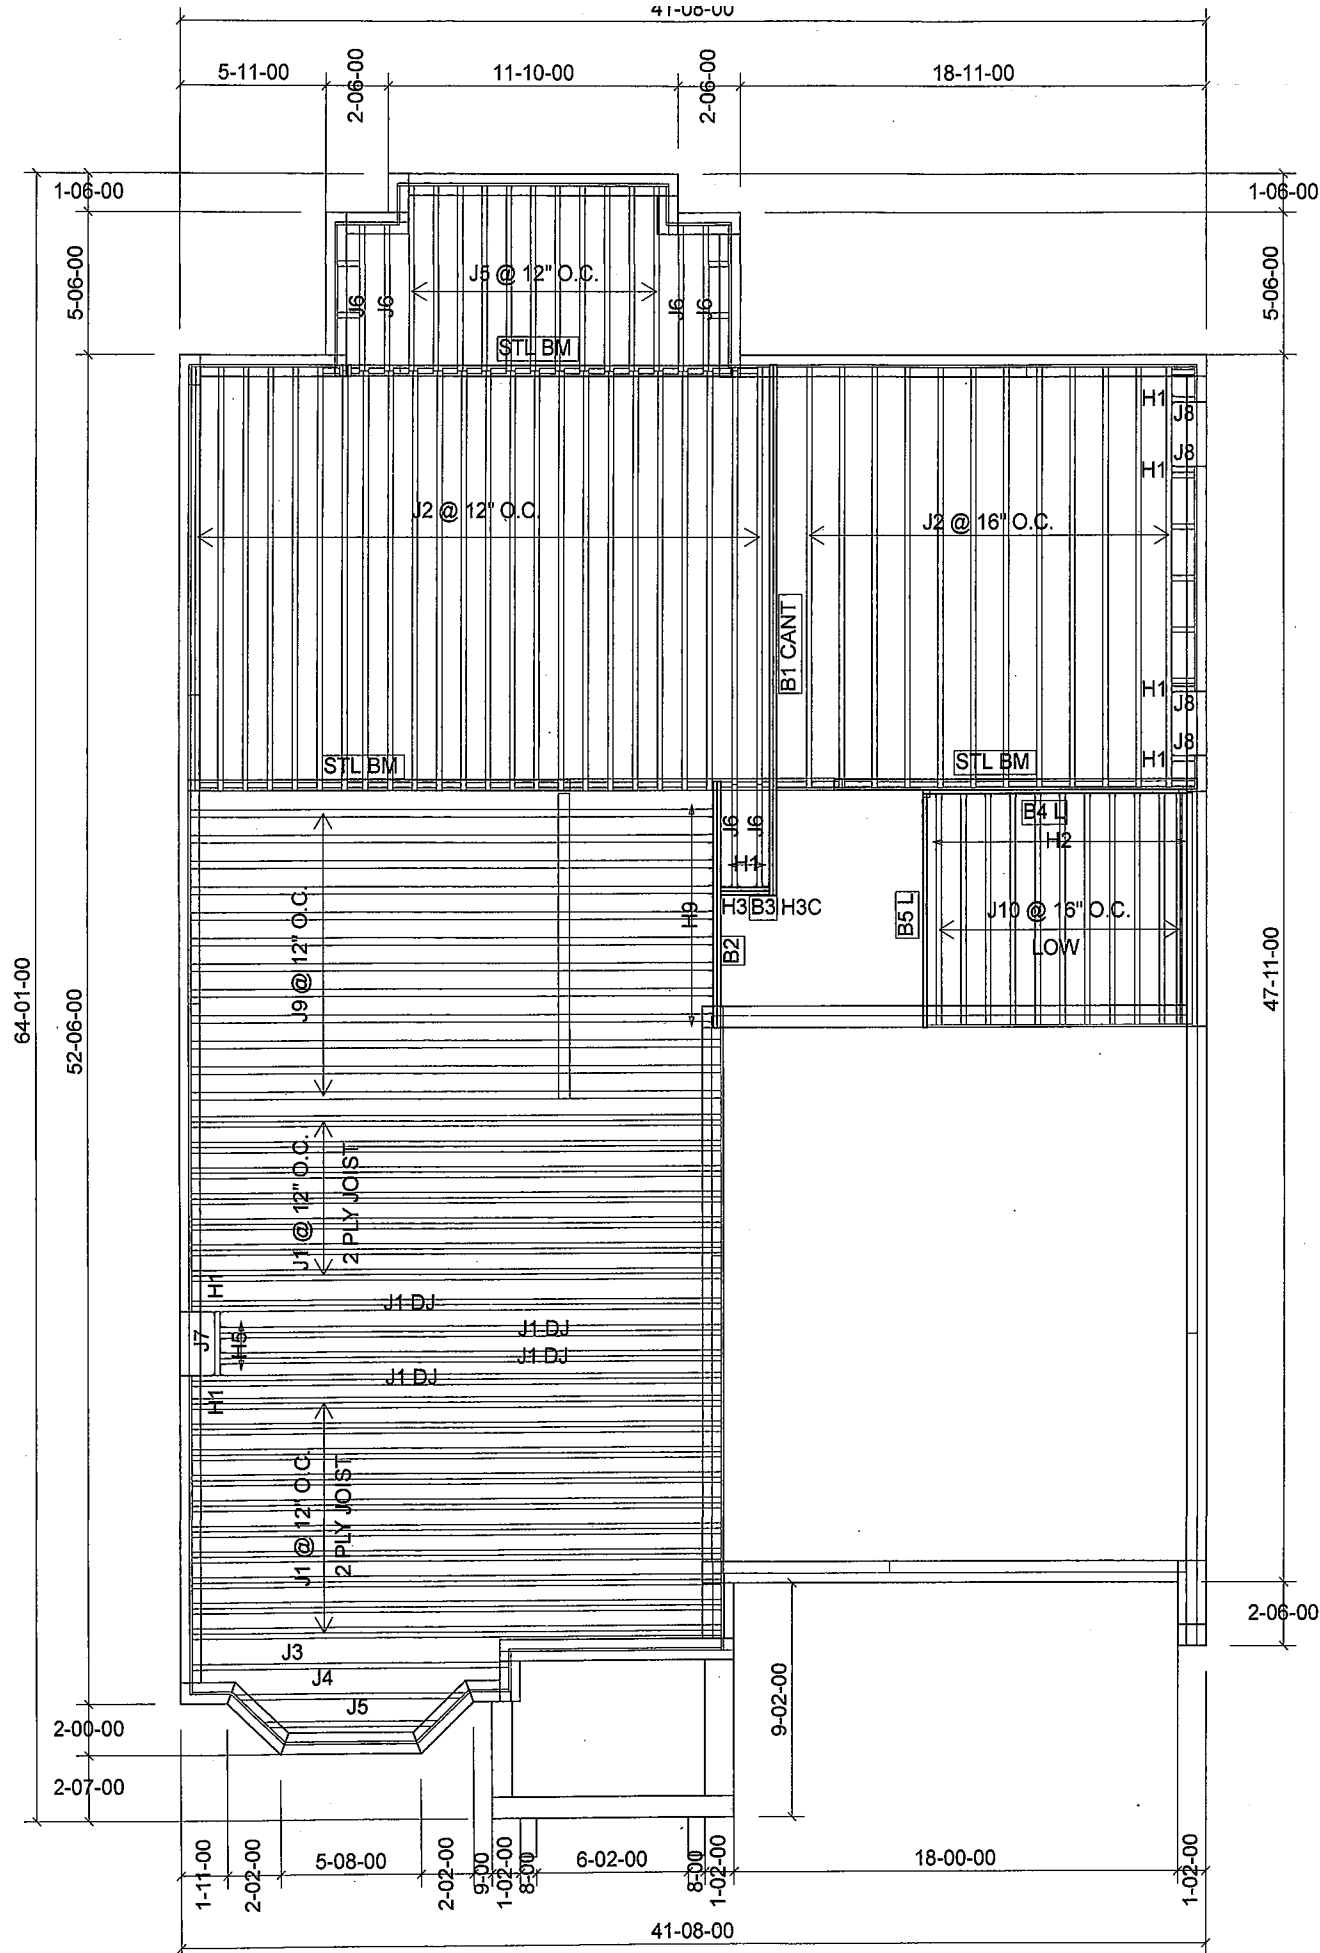 41-08-00
5-11-00
2-06-00
11-10-00
2-06-00
18-11-00
1-06-00
1-06-00
5-06-00
5-06-00
J5 @ 12" O.C.
J6
J6
J6
J6
STL BM
H1
J8
J8
H1
J2 @ 12" O.C.
J2 @ 16" O.C.
B1 CANT
H1
J8
J8
H1
STL BM
STL BM
J6
J6
B4 L
H2
H1
H9
H3
B3
H3C
B5 L
J10 @ 16" O.C.
LOW
B2
J9 @ 12" O.C.
64-01-00
52-06-00
47-11-00
J1 @ 12" O.C.
2 PLY JOIST
H1
J1 DJ
J7
H5
J1 DJ
J1 DJ
J1 DJ
H1
J1 @ 12" O.C.
2 PLY JOIST
2-06-00
J3
J4
J5
9-02-00
2-00-00
2-07-00
1-11-00
2-02-00
5-08-00
2-02-00
9-00
1-02-00
8-00
6-02-00
8-00
1-02-00
18-00-00
1-02-00
41-08-00